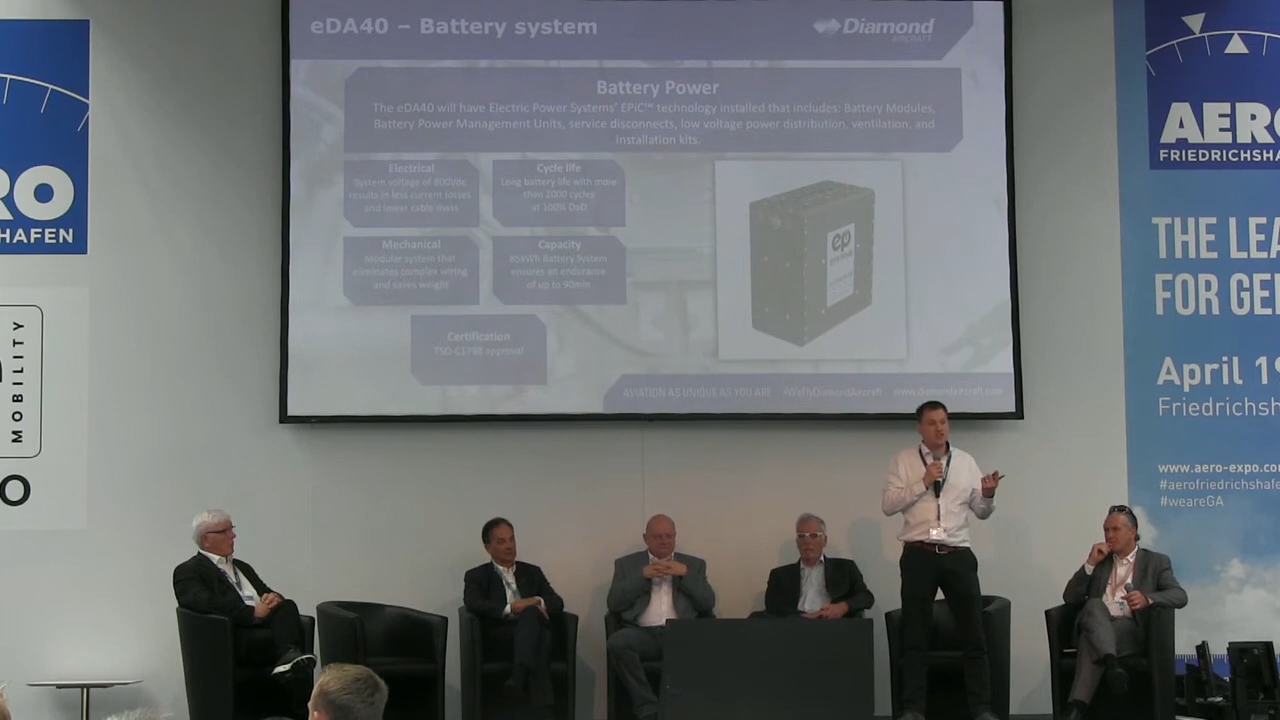 eDA40 – Battery system
Diamond
AIRCRAFT
Battery Power
The eDA40 will have Electric Power Systems' EPiC™ technology installed that includes: Battery Modules,
Battery Power Management Units, service disconnects, low voltage power distribution, ventilation, and
installation kits.
Electrical
System voltage of 800Vdc
results in less current losses
and lower cable mass
Cycle life
Long battery life with more
than 2000 cycles
at 100% DoD
Mechanical
Modular system that
eliminates complex wiring
and saves weight
Capacity
85kWh Battery System
ensures an endurance
of up to 90min
Certification
TSO-C179B approval
ep
AVIATION AS UNIQUE AS YOU ARE #WeFlyDiamondAircraft www.diamondaircraft.com
RO
SHAFEN
MOBILITY
O
AERO
FRIEDRICHSHA
THE LEA
FOR GE
April 19
Friedrichsh
www.aero-expo.co
#aerofriedrichshafe
#weareGA